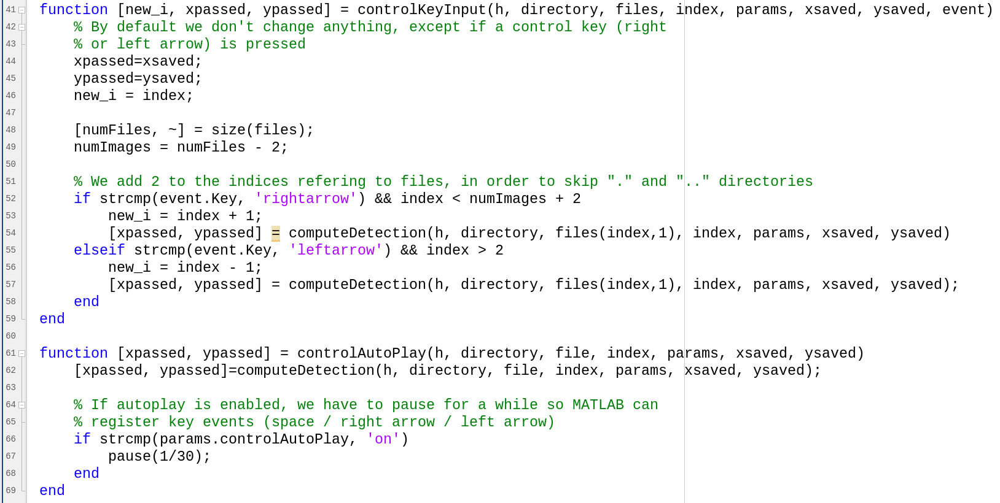 41 function [new_i, xpassed, ypassed] = controlKeyInput(h, directory, files, index, params, xsaved, ysaved, event)
42     % By default we don't change anything, except if a control key (right
43     % or left arrow) is pressed
44     xpassed=xsaved;
45     ypassed=ysaved;
46     new_i = index;
47
48     [numFiles, ~] = size(files);
49     numImages = numFiles - 2;
50
51     % We add 2 to the indices refering to files, in order to skip "." and ".." directories
52     if strcmp(event.Key, 'rightarrow') && index < numImages + 2
53         new_i = index + 1;
54         [xpassed, ypassed] = computeDetection(h, directory, files(index,1), index, params, xsaved, ysaved)
55     elseif strcmp(event.Key, 'leftarrow') && index > 2
56         new_i = index - 1;
57         [xpassed, ypassed] = computeDetection(h, directory, files(index,1), index, params, xsaved, ysaved);
58     end
59 end
60
61 function [xpassed, ypassed] = controlAutoPlay(h, directory, file, index, params, xsaved, ysaved)
62     [xpassed, ypassed]=computeDetection(h, directory, file, index, params, xsaved, ysaved);
63
64     % If autoplay is enabled, we have to pause for a while so MATLAB can
65     % register key events (space / right arrow / left arrow)
66     if strcmp(params.controlAutoPlay, 'on')
67         pause(1/30);
68     end
69 end